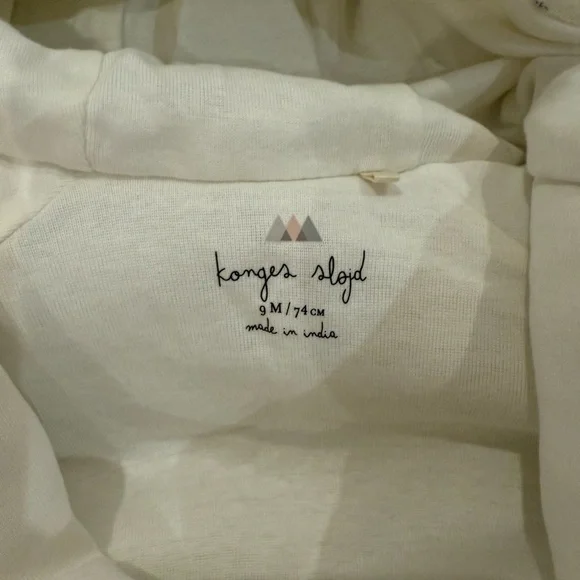 konges sløjd
9 M / 74 CM
made in india